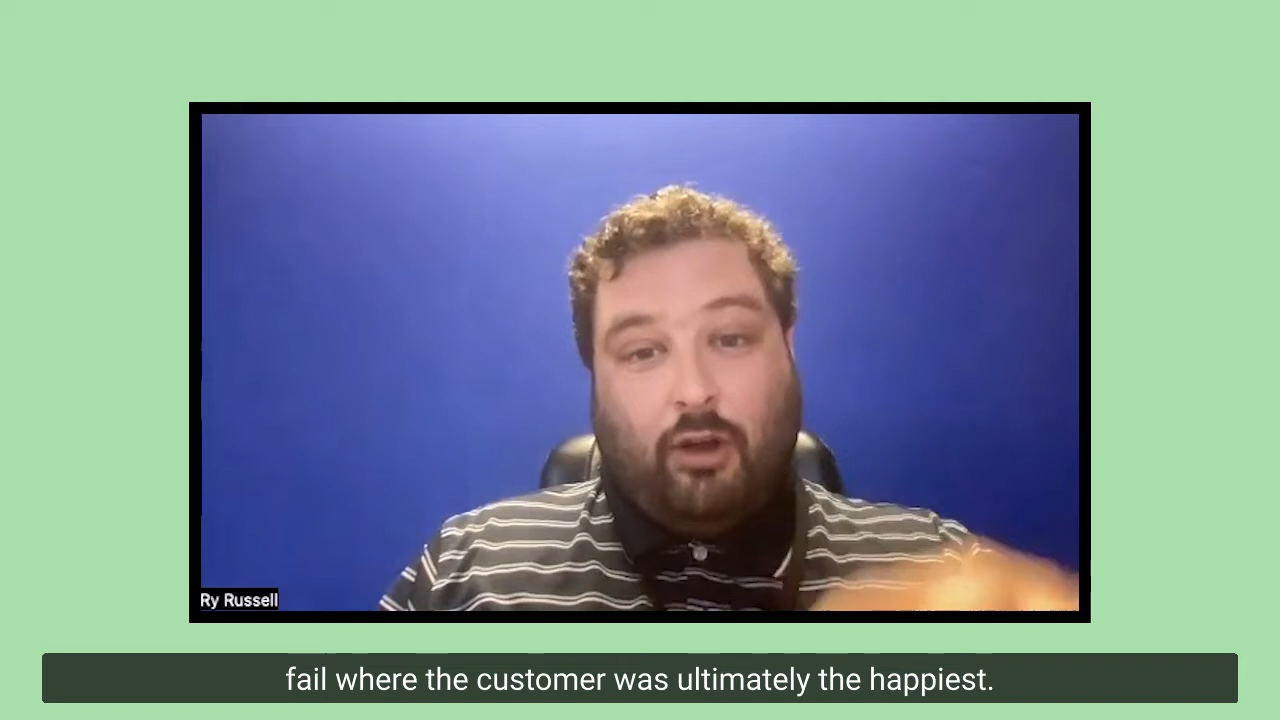 Ry Russell
fail where the customer was ultimately the happiest.